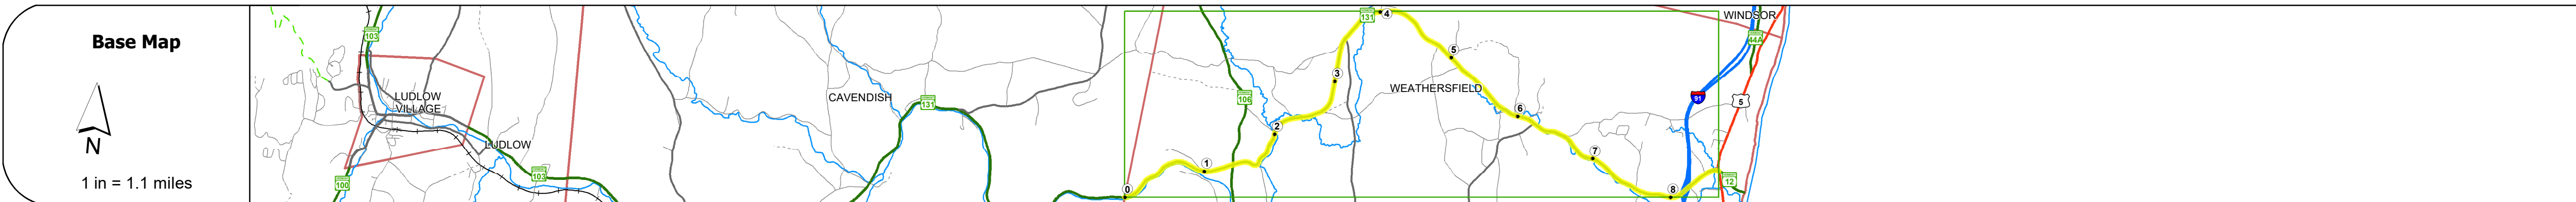 Base Map
N
1 in = 1.1 miles
103
LUDLOW
VILLAGE
LUDLOW
100
103
CAVENDISH
131
106
131
WEATHERSFIELD
0
1
2
3
4
5
6
7
8
WINDSOR
44A
91
5
12